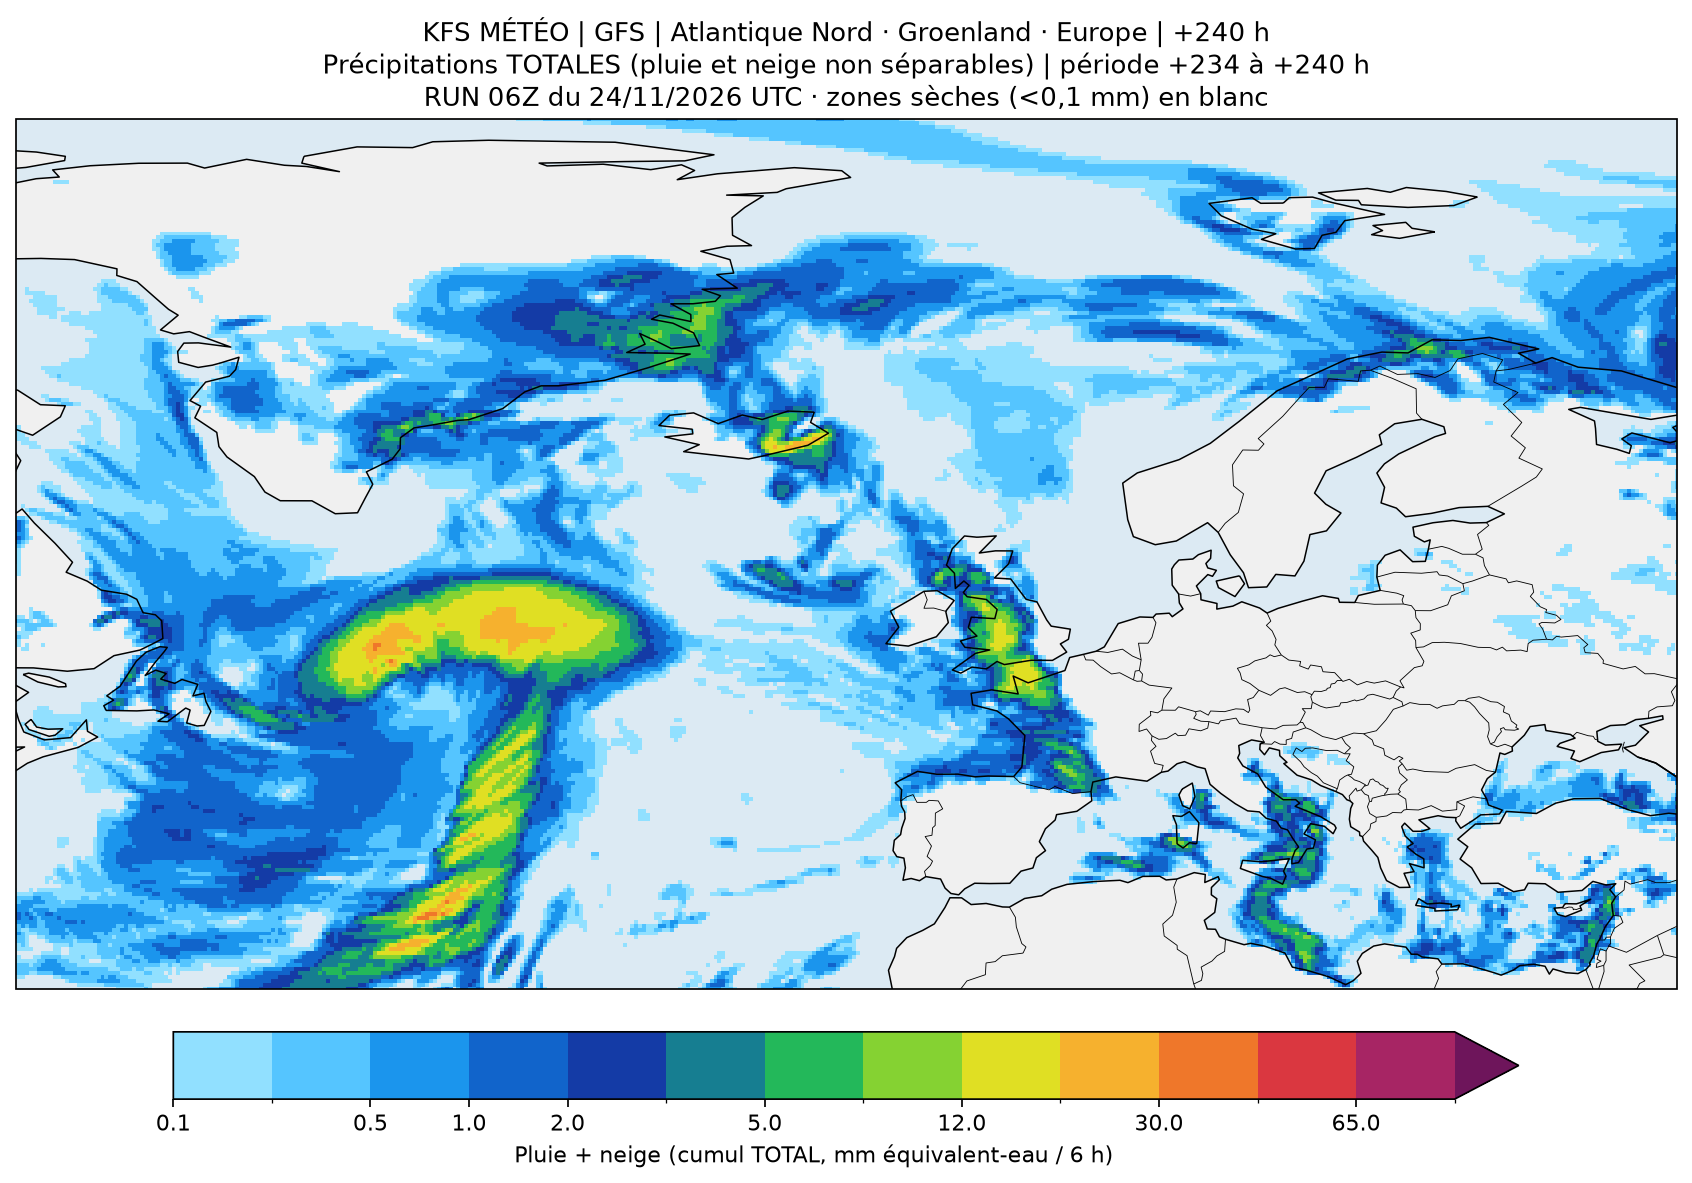 KFS MÉTÉO | GFS | Atlantique Nord · Groenland · Europe | +240 h
Précipitations TOTALES (pluie et neige non séparables) | période +234 à +240 h
RUN 06Z du 24/11/2026 UTC · zones sèches (<0,1 mm) en blanc
0.1 0.5 1.0 2.0 5.0 12.0 30.0 65.0
Pluie + neige (cumul TOTAL, mm équivalent-eau / 6 h)